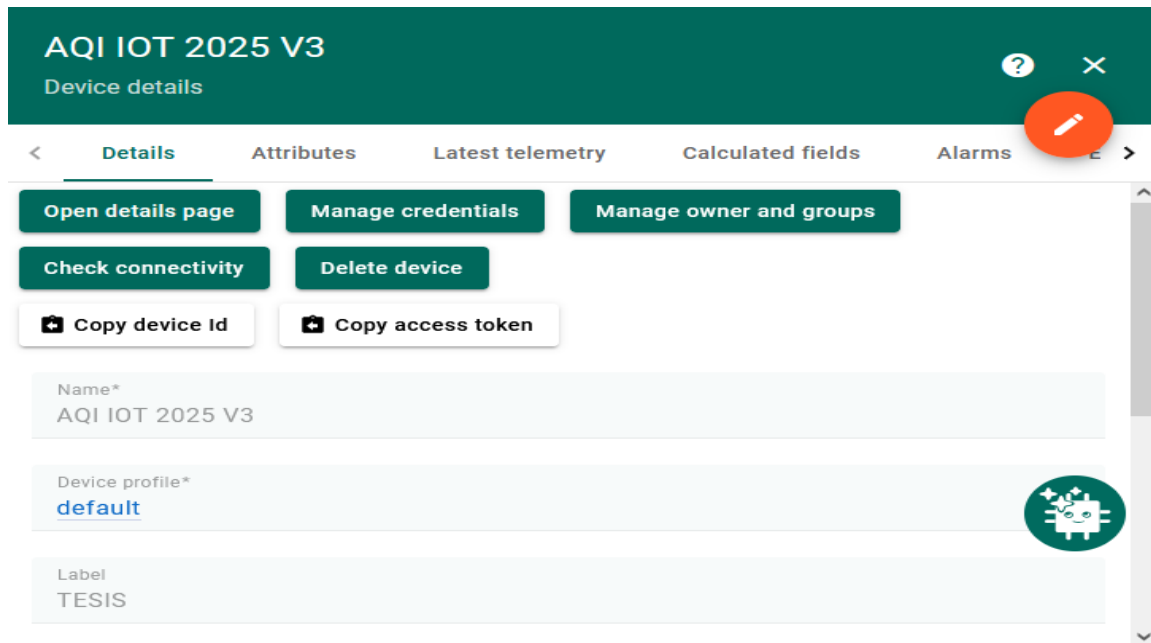 AQI IOT 2025 V3
Device details
?
Details Attributes Latest telemetry Calculated fields Alarms E
Open details page Manage credentials Manage owner and groups
Check connectivity Delete device
Copy device Id Copy access token
Name*
AQI IOT 2025 V3
Device profile*
default
Label
TESIS